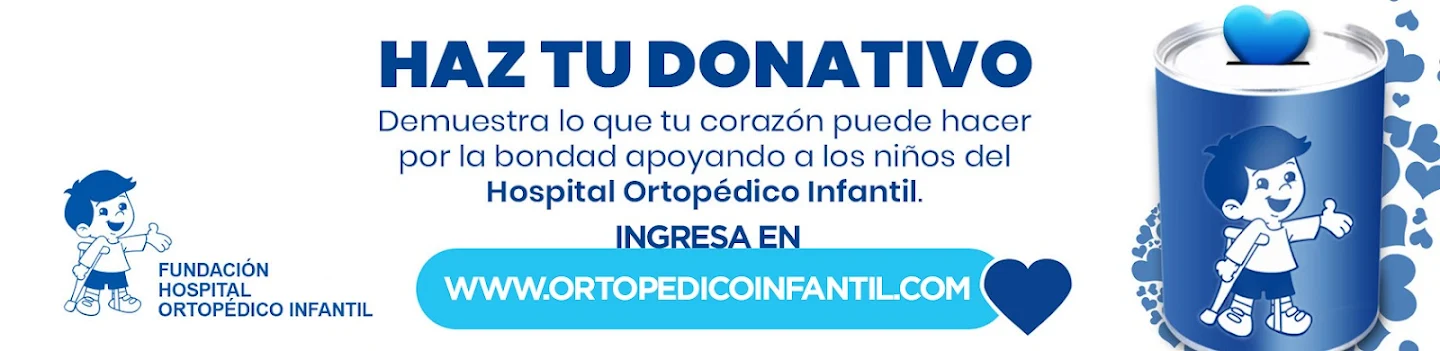 HAZ TU DONATIVO
Demuestra lo que tu corazón puede hacer
por la bondad apoyando a los niños del
Hospital Ortopédico Infantil.
INGRESA EN
WWW.ORTOPEDICOINFANTIL.COM
FUNDACIÓN
HOSPITAL
ORTOPÉDICO INFANTIL